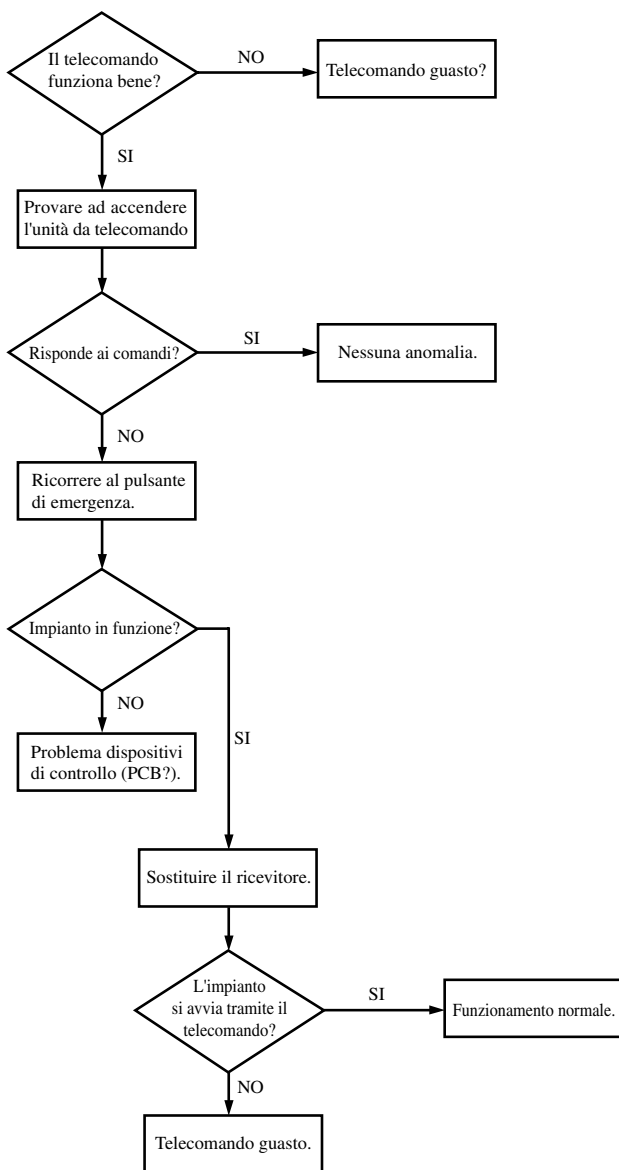 Il telecomando
funziona bene?
NO
Telecomando guasto?
SI
Provare ad accendere
l'unità da telecomando
Risponde ai comandi?
SI
Nessuna anomalia.
NO
Ricorrere al pulsante
di emergenza.
Impianto in funzione?
NO
SI
Problema dispositivi
di controllo (PCB?).
Sostituire il ricevitore.
L'impianto
si avvia tramite il
telecomando?
SI
Funzionamento normale.
NO
Telecomando guasto.